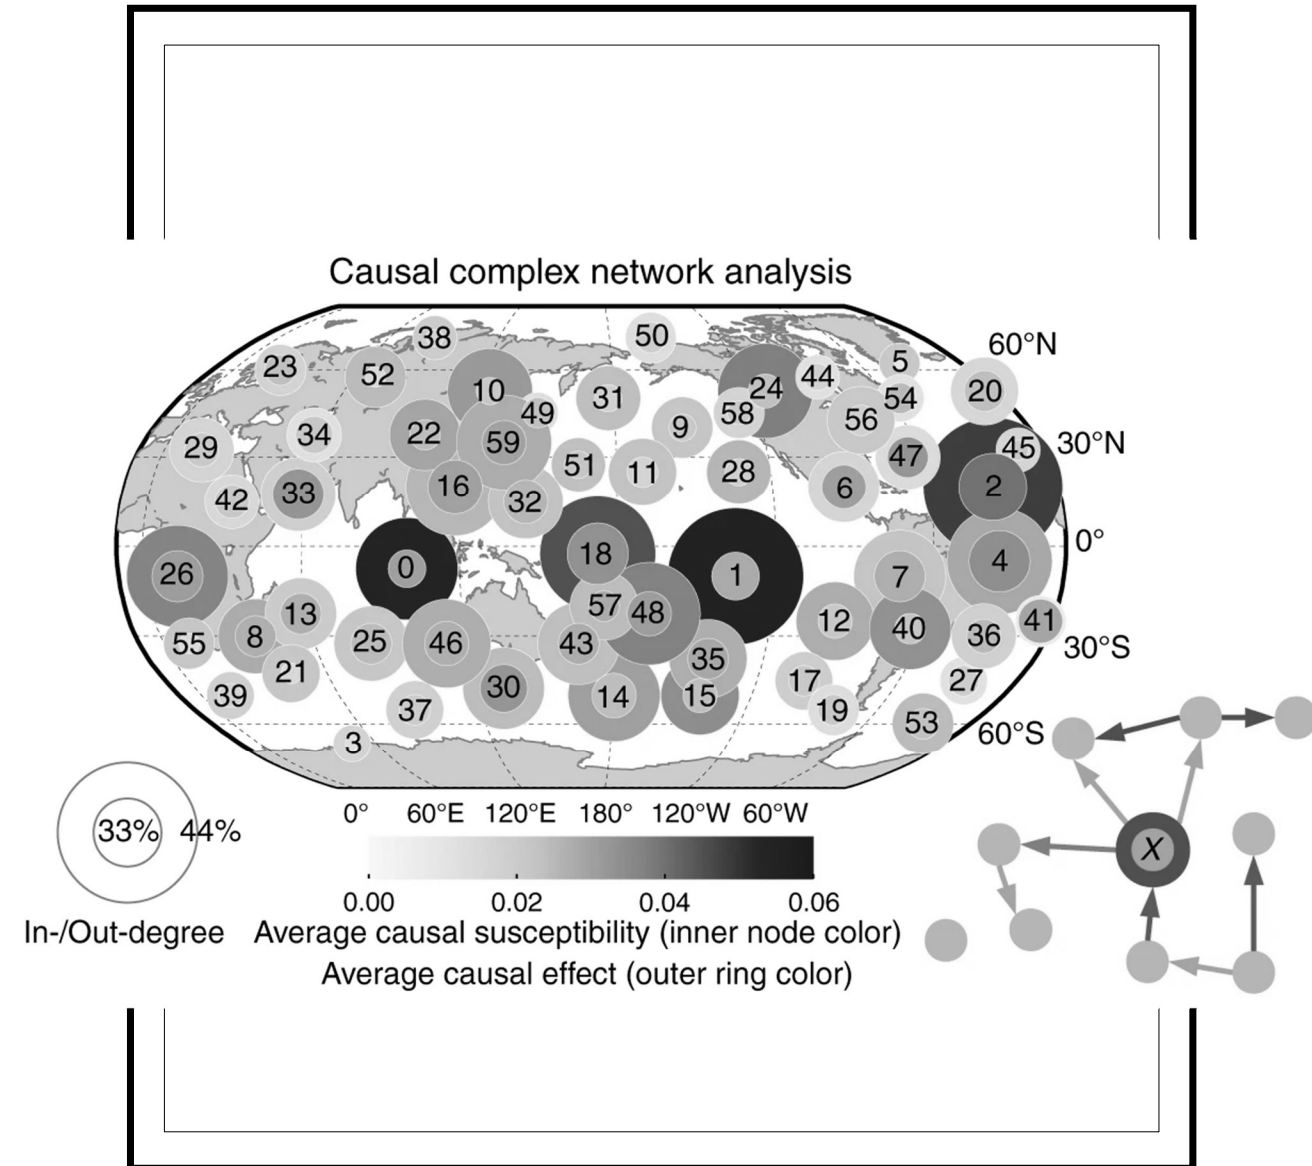 Causal complex network analysis
38 50
60°N
23 52 10 31 24 44 5
49 58 54 20
29 34 22 59 9 56 45 30°N
51 11 28 47
42 33 16 32 6 2
26 0 18 1 7 4 0°
55 8 13 25 46 43 57 48 12 40 36 41
30°S
39 21 37 30 14 35 15 17 19 27
3 53 60°S
0° 60°E 120°E 180° 120°W 60°W
33% 44%
X
0.00 0.02 0.04 0.06
In-/Out-degree
Average causal susceptibility (inner node color)
Average causal effect (outer ring color)